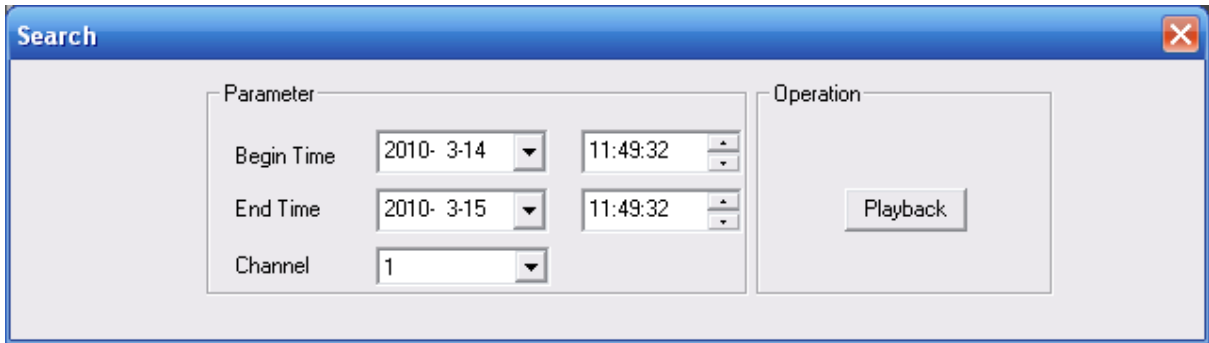 Search
Parameter
Operation
Begin Time 2010- 3-14 11:49:32
End Time 2010- 3-15 11:49:32
Playback
Channel 1